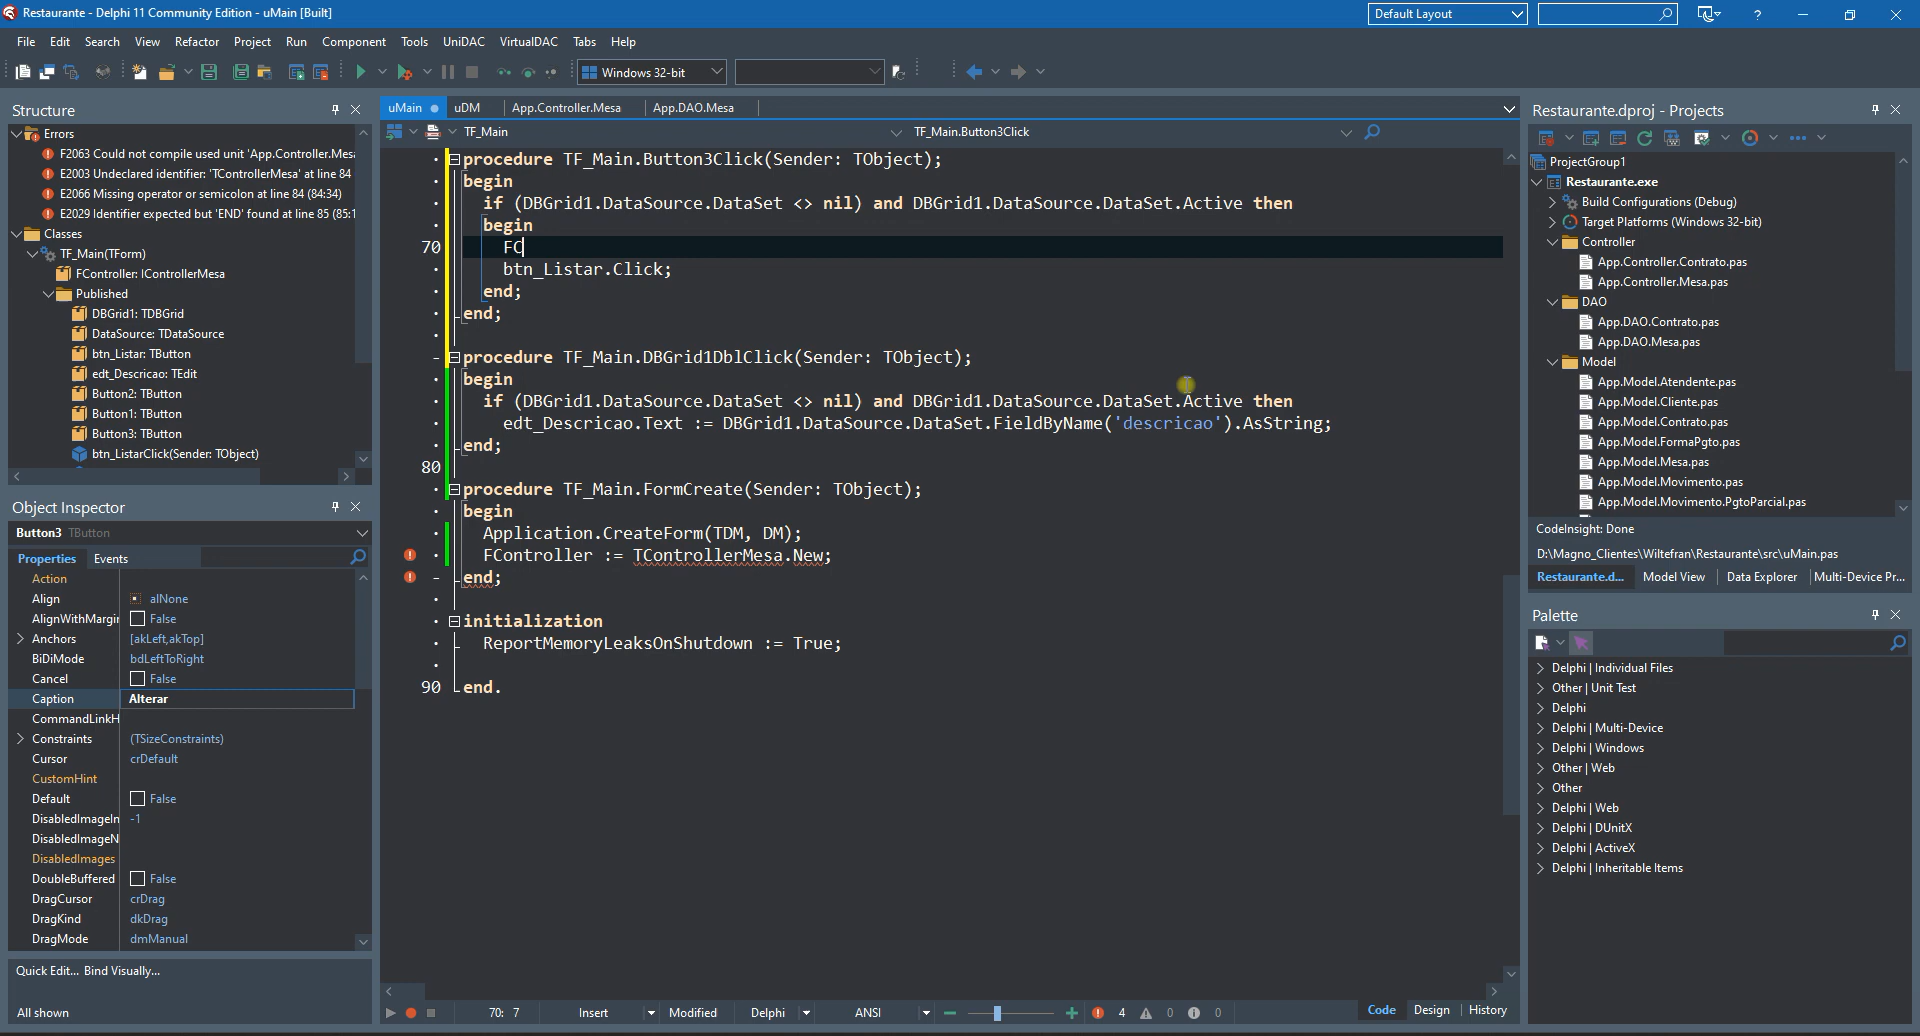 Restaurante - Delphi 11 Community Edition - uMain [Built]
Default Layout
File Edit Search View Refactor Project Run Component Tools UniDAC VirtualDAC Tabs Help
Windows 32-bit
Structure
Errors
F2063 Could not compile used unit 'App.Controller.Mesa
E2003 Undeclared identifier: 'TControllerMesa' at line 84
E2066 Missing operator or semicolon at line 84 (84:34)
E2029 Identifier expected but 'END' found at line 85 (85:1
Classes
TF_Main(TForm)
FController: IControllerMesa
Published
DBGrid1: TDBGrid
DataSource: TDataSource
btn_Listar: TButton
edt_Descricao: TEdit
Button2: TButton
Button1: TButton
Button3: TButton
btn_ListarClick(Sender: TObject)
Object Inspector
Button3 TButton
Properties Events
Action
Align alNone
AlignWithMargin False
Anchors [akLeft,akTop]
BiDiMode bdLeftToRight
Cancel False
Caption Alterar
CommandLinkH
Constraints (TSizeConstraints)
Cursor crDefault
CustomHint
Default False
DisabledImageIn -1
DisabledImageN
DisabledImages
DoubleBuffered False
DragCursor crDrag
DragKind dkDrag
DragMode dmManual
Quick Edit... Bind Visually...
All shown
uMain uDM App.Controller.Mesa App.DAO.Mesa
TF_Main TF_Main.Button3Click
procedure TF_Main.Button3Click(Sender: TObject);
begin
if (DBGrid1.DataSource.DataSet <> nil) and DBGrid1.DataSource.DataSet.Active then
begin
70 FC
btn_Listar.Click;
end;
end;
procedure TF_Main.DBGrid1DblClick(Sender: TObject);
begin
if (DBGrid1.DataSource.DataSet <> nil) and DBGrid1.DataSource.DataSet.Active then
edt_Descricao.Text := DBGrid1.DataSource.DataSet.FieldByName('descricao').AsString;
end;
80
procedure TF_Main.FormCreate(Sender: TObject);
begin
Application.CreateForm(TDM, DM);
FController := TControllerMesa.New;
end;
initialization
ReportMemoryLeaksOnShutdown := True;
90 end.
70: 7 Insert Modified Delphi ANSI 4 0 0 Code Design History
Restaurante.dproj - Projects
ProjectGroup1
Restaurante.exe
Build Configurations (Debug)
Target Platforms (Windows 32-bit)
Controller
App.Controller.Contrato.pas
App.Controller.Mesa.pas
DAO
App.DAO.Contrato.pas
App.DAO.Mesa.pas
Model
App.Model.Atendente.pas
App.Model.Cliente.pas
App.Model.Contrato.pas
App.Model.FormaPgto.pas
App.Model.Mesa.pas
App.Model.Movimento.pas
App.Model.Movimento.PgtoParcial.pas
CodeInsight: Done
D:\Magno_Clientes\Wiltefran\Restaurante\src\uMain.pas
Restaurante.d... Model View Data Explorer Multi-Device Pr...
Palette
Delphi | Individual Files
Other | Unit Test
Delphi
Delphi | Multi-Device
Delphi | Windows
Other | Web
Other
Delphi | Web
Delphi | DUnitX
Delphi | ActiveX
Delphi | Inheritable Items